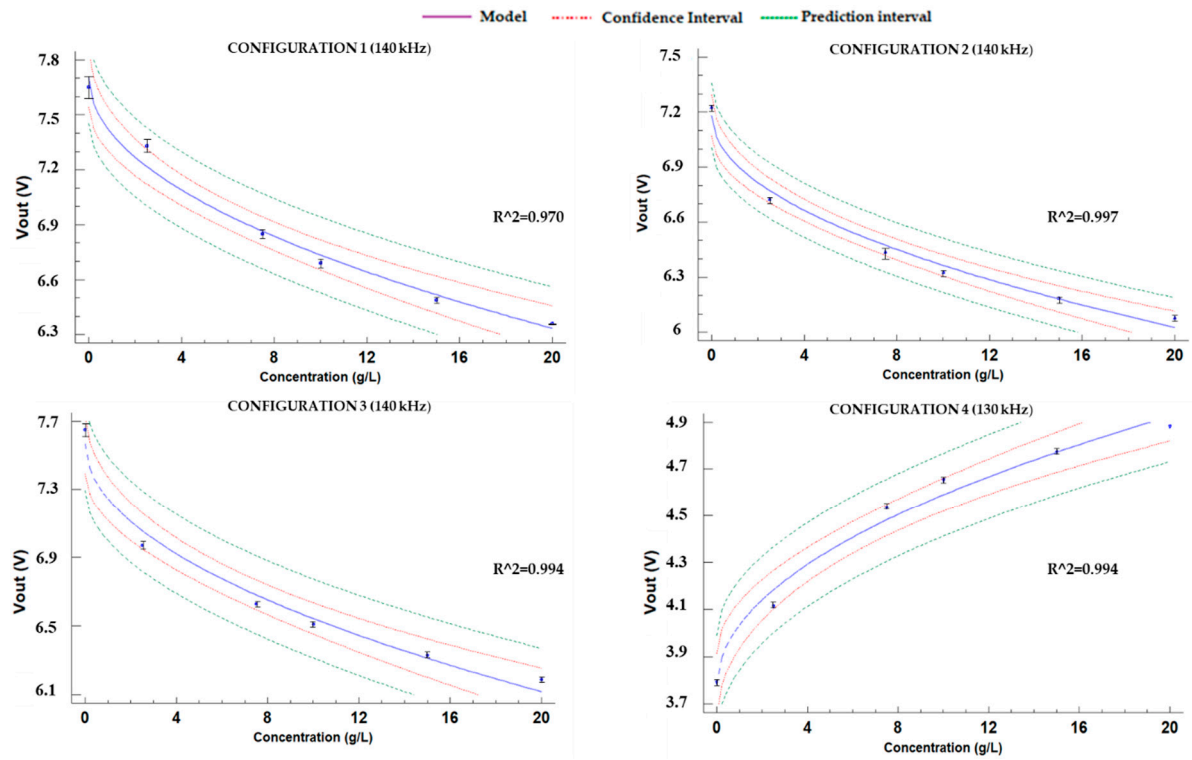 Model Confidence Interval Prediction interval
CONFIGURATION 1 (140 kHz)
7.8
7.5
7.2
6.9
6.6
6.3
Vout (V)
R^2=0.970
0 4 8 12 16 20
Concentration (g/L)
CONFIGURATION 2 (140 kHz)
7.5
7.2
6.9
6.6
6.3
6
Vout (V)
R^2=0.997
0 4 8 12 16 20
Concentration (g/L)
CONFIGURATION 3 (140 kHz)
7.7
7.3
6.9
6.5
6.1
Vout (V)
R^2=0.994
0 4 8 12 16 20
Concentration (g/L)
CONFIGURATION 4 (130 kHz)
4.9
4.7
4.5
4.3
4.1
3.9
3.7
Vout (V)
R^2=0.994
0 4 8 12 16 20
Concentration (g/L)